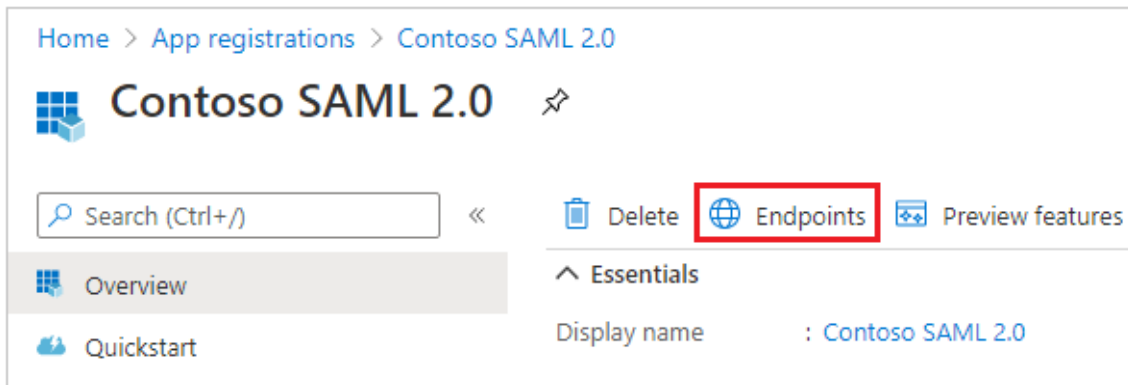 Home > App registrations > Contoso SAML 2.0
Contoso SAML 2.0
Search (Ctrl+/)
Delete Endpoints Preview features
Essentials
Overview
Display name : Contoso SAML 2.0
Quickstart